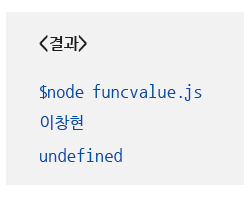 <결과>
$node funcvalue.js
이창현
undefined